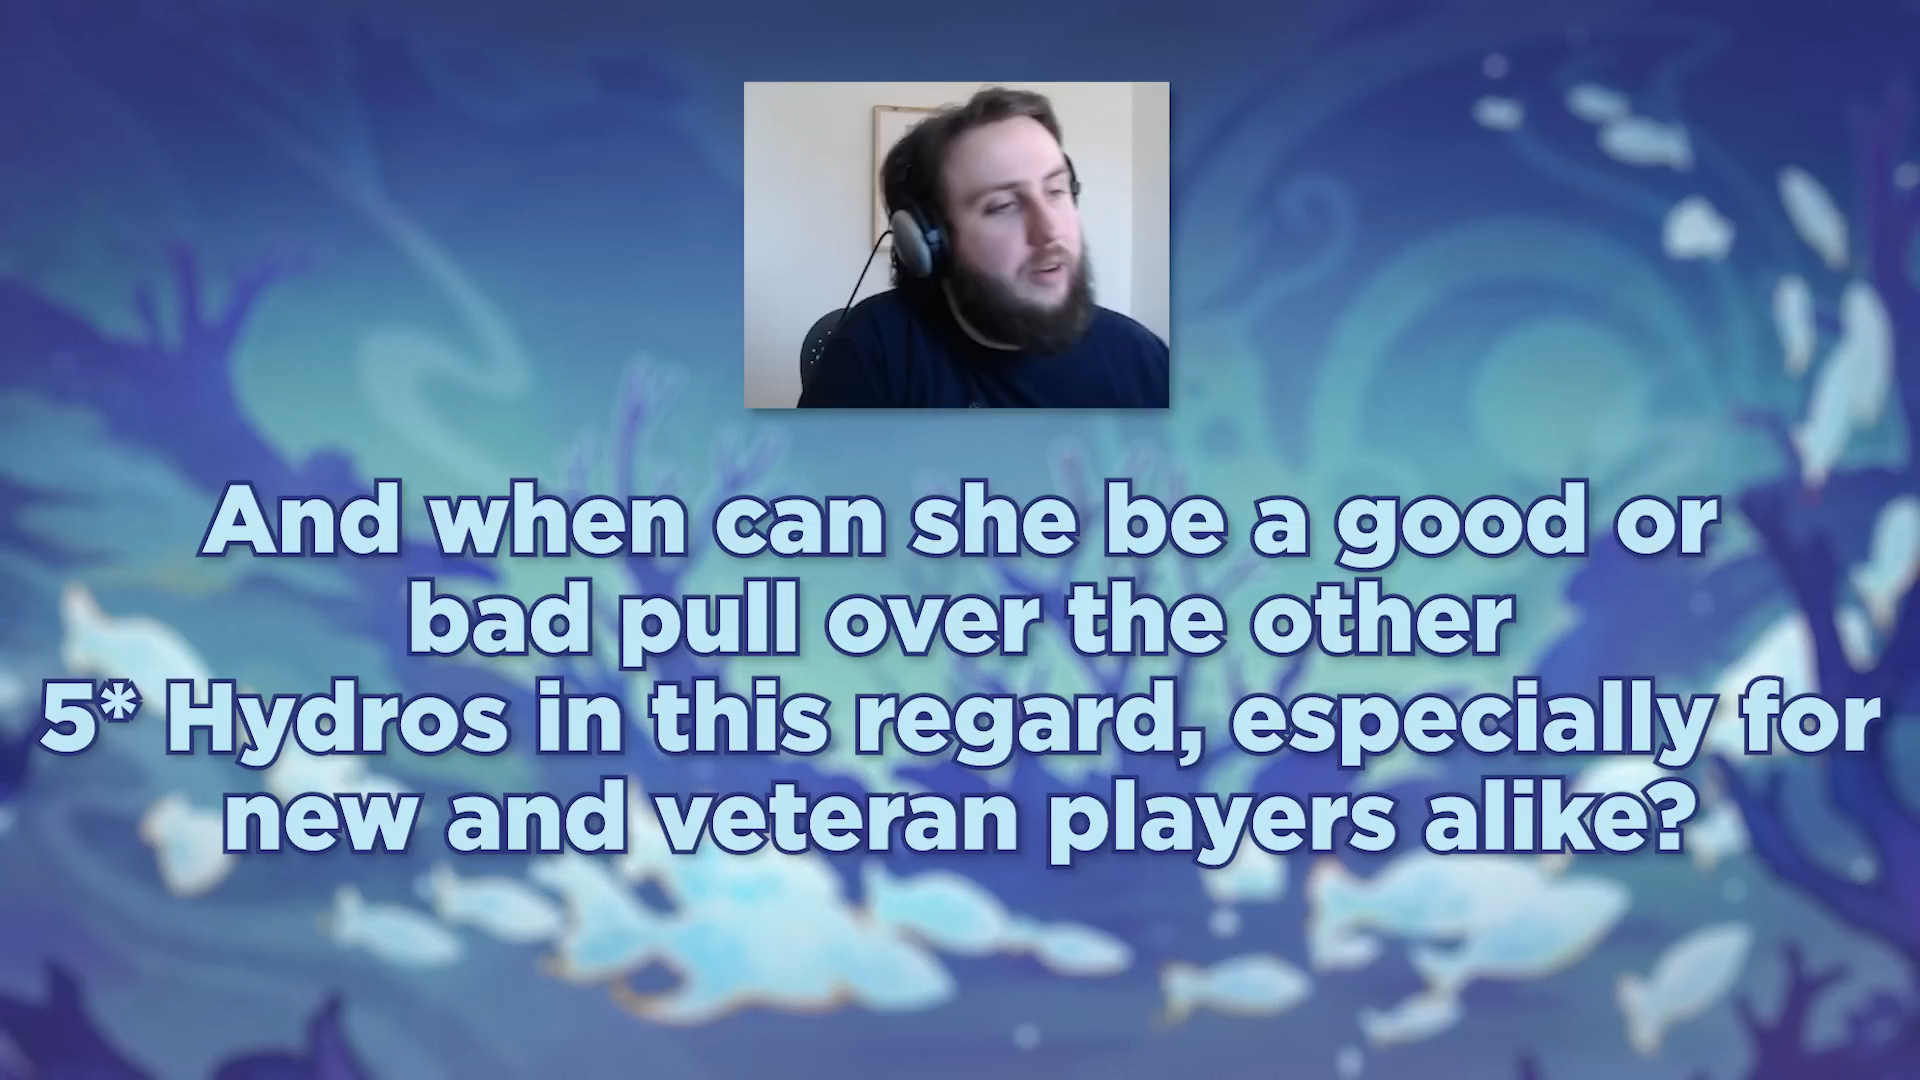 And when can she be a good or
bad pull over the other
5* Hydros in this regard, especially for
new and veteran players alike?